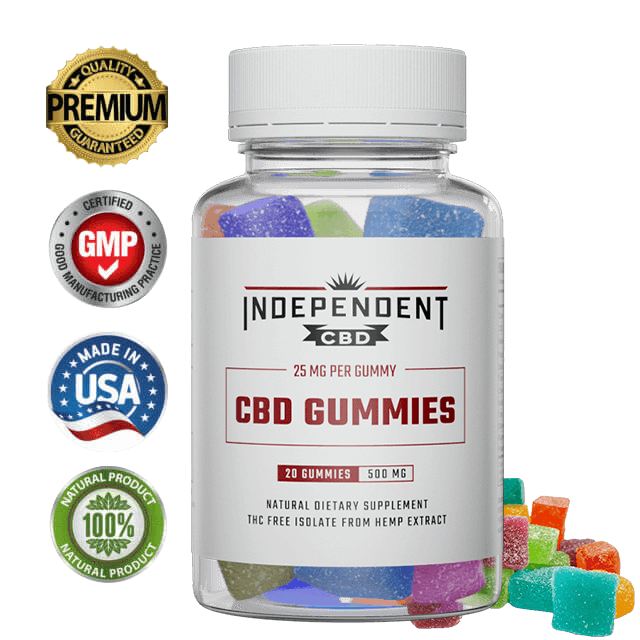 QUALITY
PREMIUM
GUARANTEED
CERTIFIED
GMP
GOOD MANUFACTURING PRACTICE
MADE IN
USA
NATURAL PRODUCT
100%
NATURAL PRODUCT
INDEPENDENT
CBD
25 MG PER GUMMY
CBD GUMMIES
20 GUMMIES 500 MG
NATURAL DIETARY SUPPLEMENT
THC FREE ISOLATE FROM HEMP EXTRACT